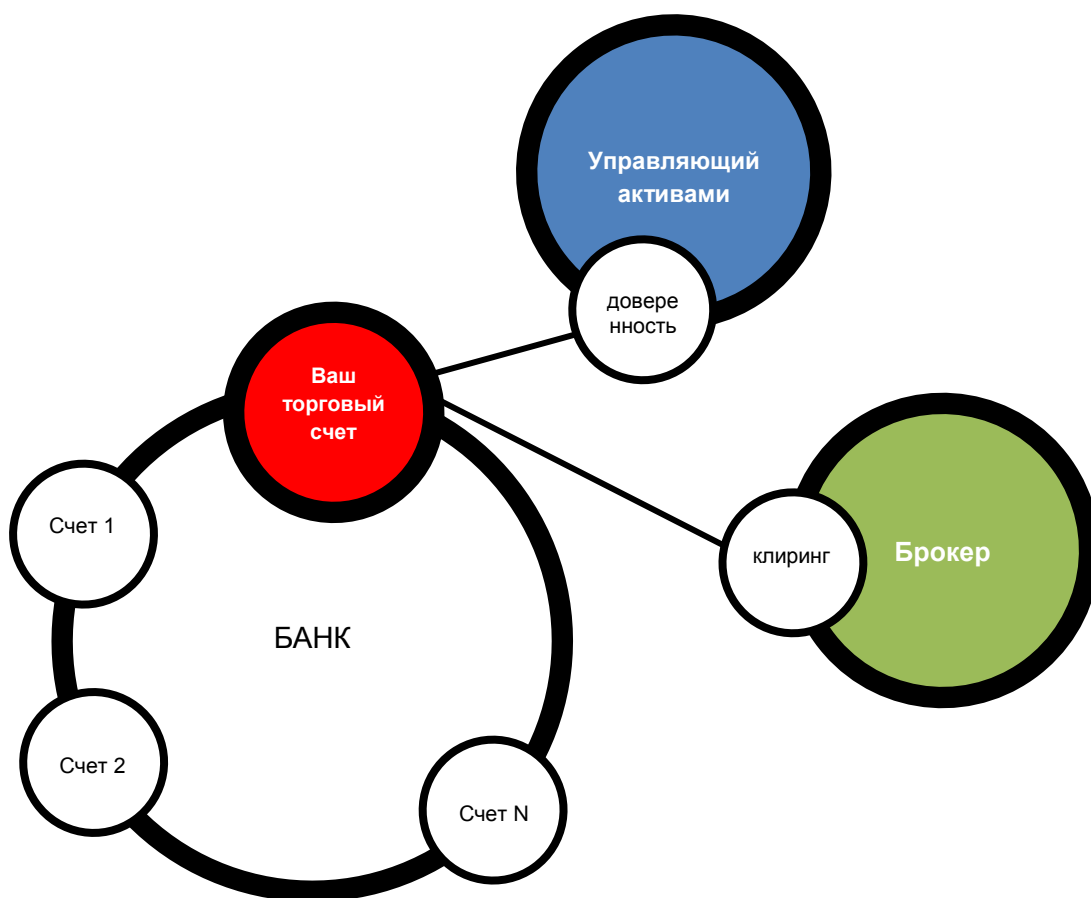 Управляющий
активами
довере
нность
Ваш
торговый
счет
Счет 1
клиринг
Брокер
БАНК
Счет 2
Счет N